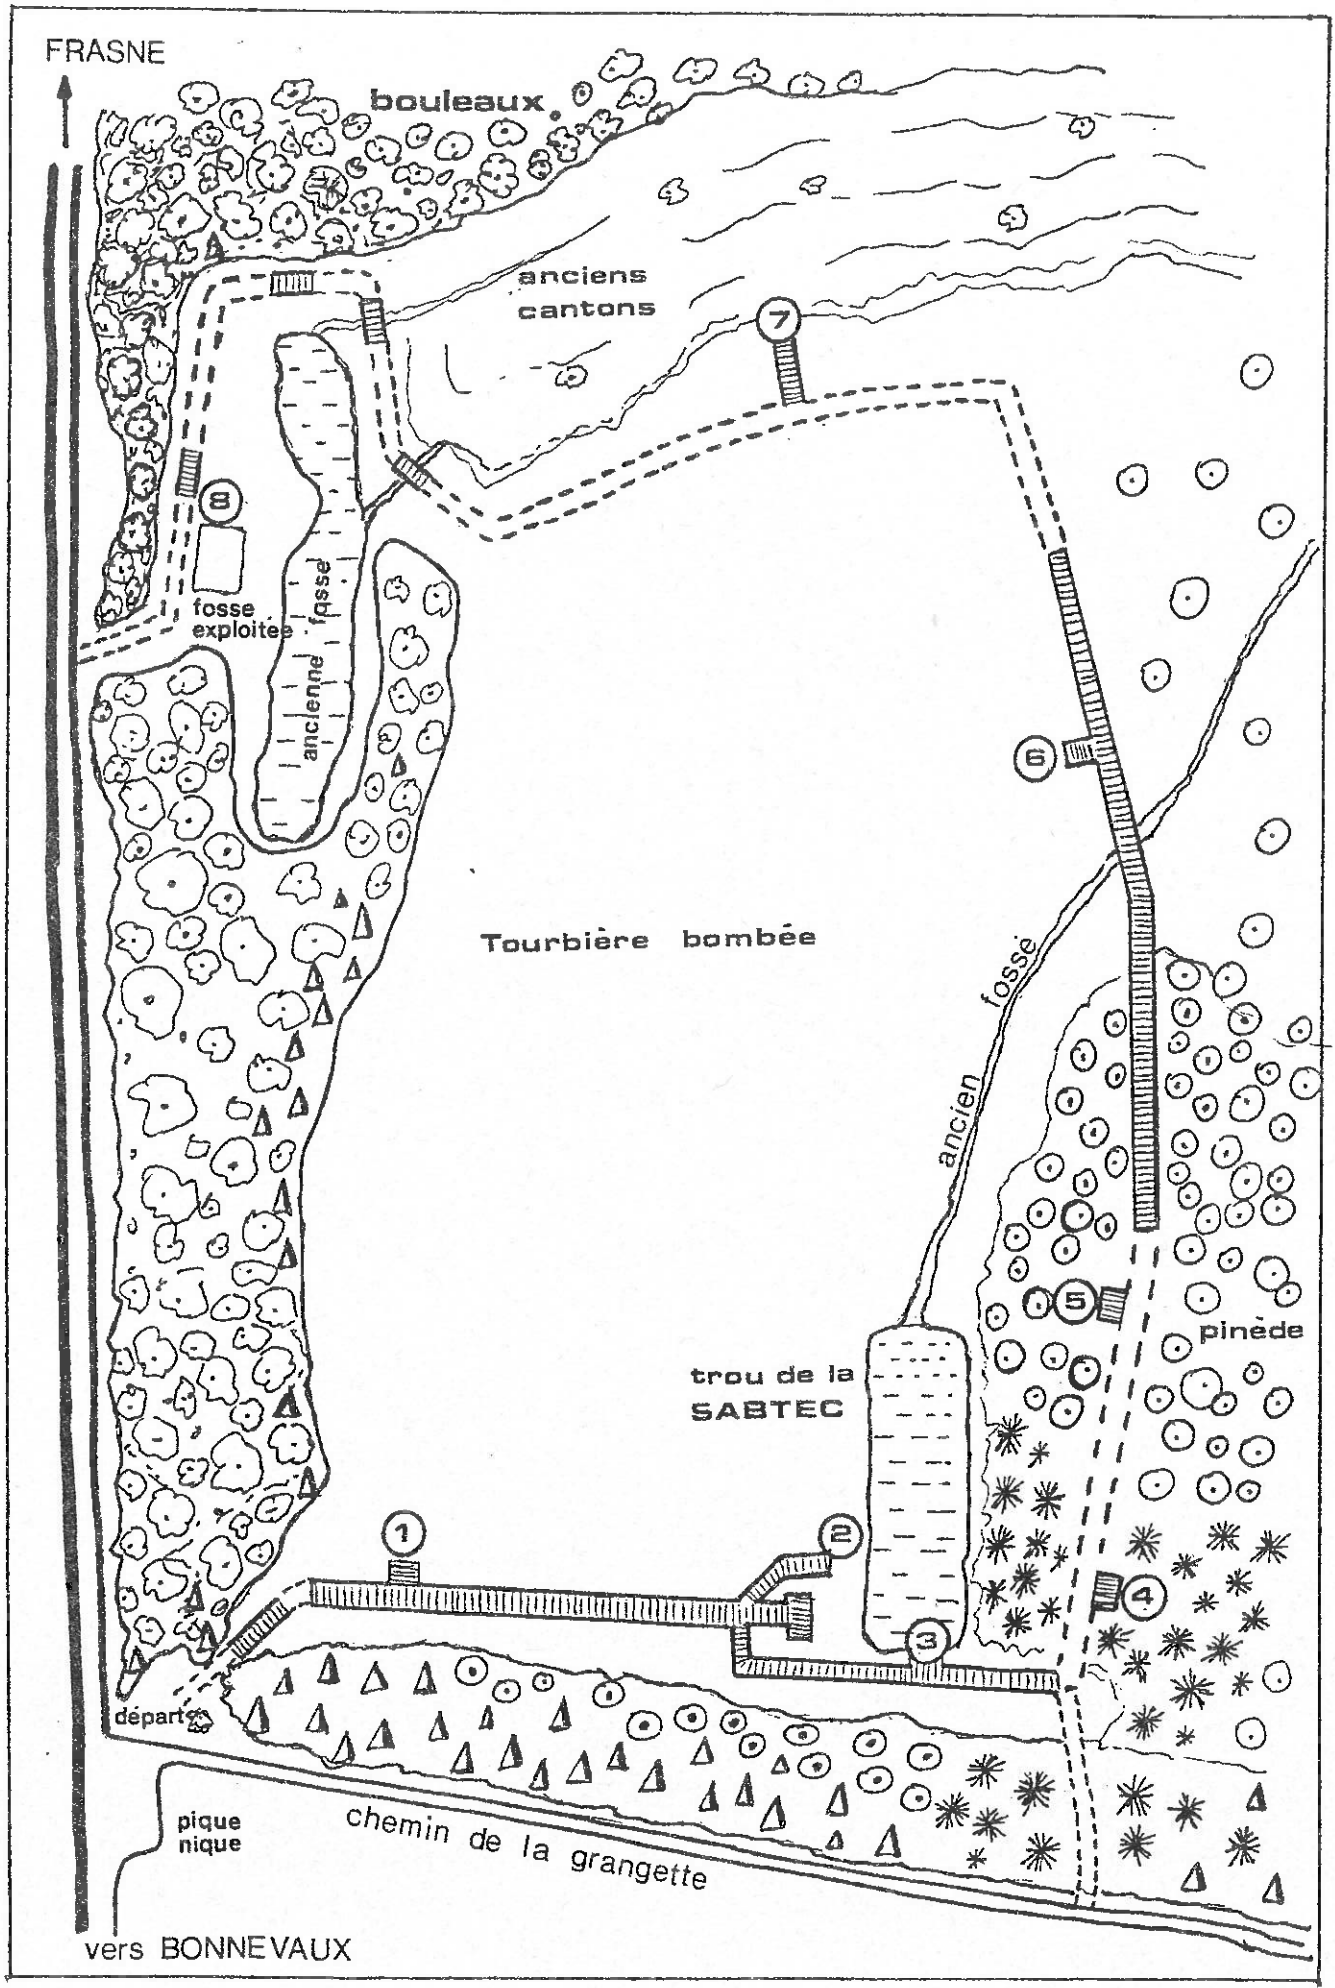 FRASNE
bouleaux
anciens
cantons
7
8
fosse
exploitée
ancienne fosse
6
Tourbière bombée
ancien fossé
5
pinède
trou de la
SABTEC
1
2
4
3
départ
pique
nique
chemin de la grangette
vers BONNEVAUX